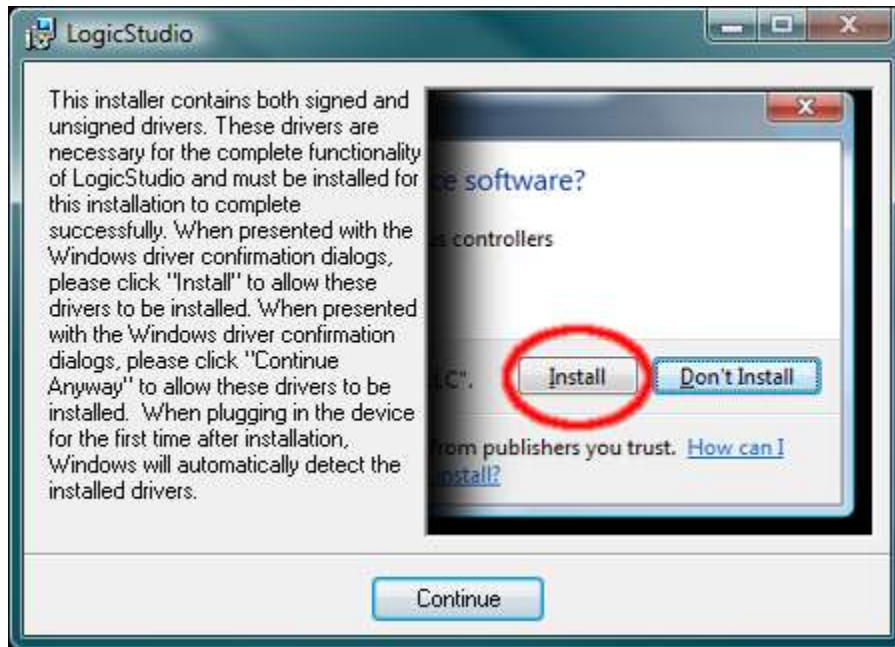 LogicStudio
This installer contains both signed and
unsigned drivers. These drivers are
necessary for the complete functionality
of LogicStudio and must be installed for
this installation to complete
successfully. When presented with the
Windows driver confirmation dialogs,
please click "Install" to allow these
drivers to be installed. When presented
with the Windows driver confirmation
dialogs, please click "Continue
Anyway" to allow these drivers to be
installed.  When plugging in the device
for the first time after installation,
Windows will automatically detect the
installed drivers.
software?
controllers
Install
Don't Install
from publishers you trust. How can I
install?
Continue